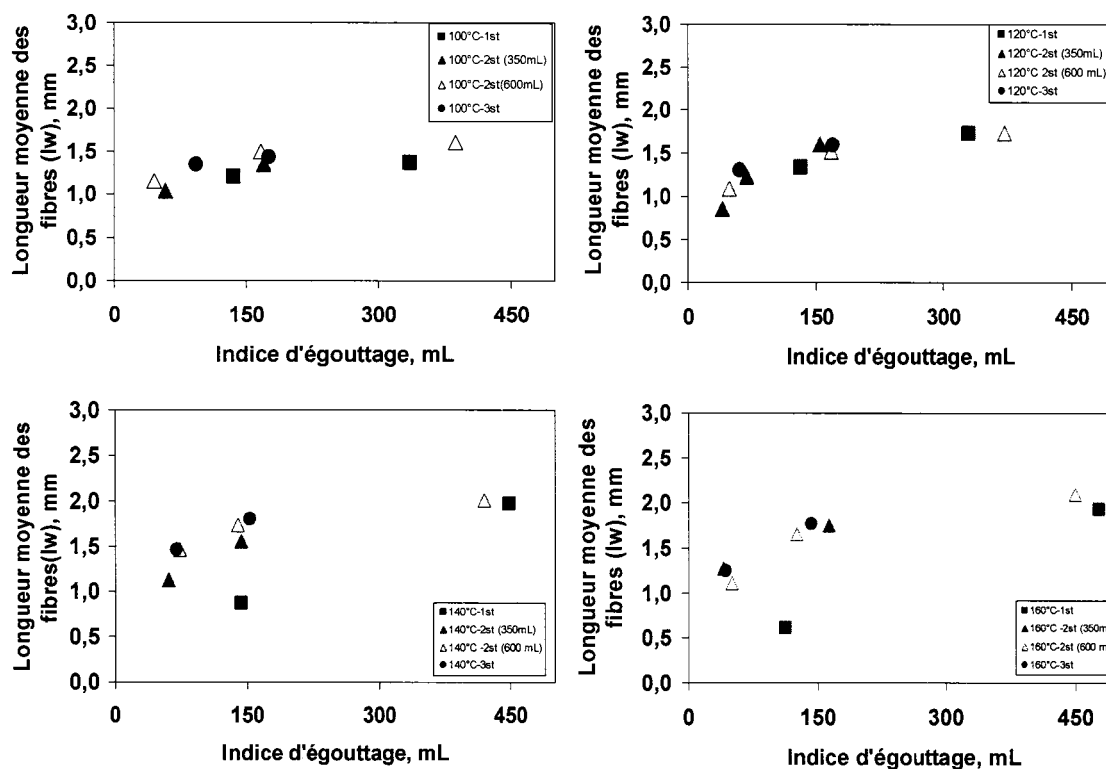 Longueur moyenne des
fibres (lw), mm
3,0
2,5
2,0
1,5
1,0
0,5
0,0
100°C-1st
100°C-2st (350mL)
100°C-2st(600mL)
100°C-3st
0 150 300 450
Indice d'égouttage, mL
Longueur moyenne des
fibres (lw), mm
3,0
2,5
2,0
1,5
1,0
0,5
0,0
120°C-1st
120°C-2st (350mL)
120°C 2st (600 mL)
120°C-3st
0 150 300 450
Indice d'égouttage, mL
Longueur moyenne des
fibres(lw), mm
3,0
2,5
2,0
1,5
1,0
0,5
0,0
140°C-1st
140°C-2st (350mL)
140°C -2st (600 mL)
140°C-3st
0 150 300 450
Indice d'égouttage, mL
Longueur moyenne des
fibres (lw), mm
3,0
2,5
2,0
1,5
1,0
0,5
0,0
160°C-1st
160°C -2st (350mL)
160°C-2st (600 m
160°C-3st
0 150 300 450
Indice d'égouttage, mL